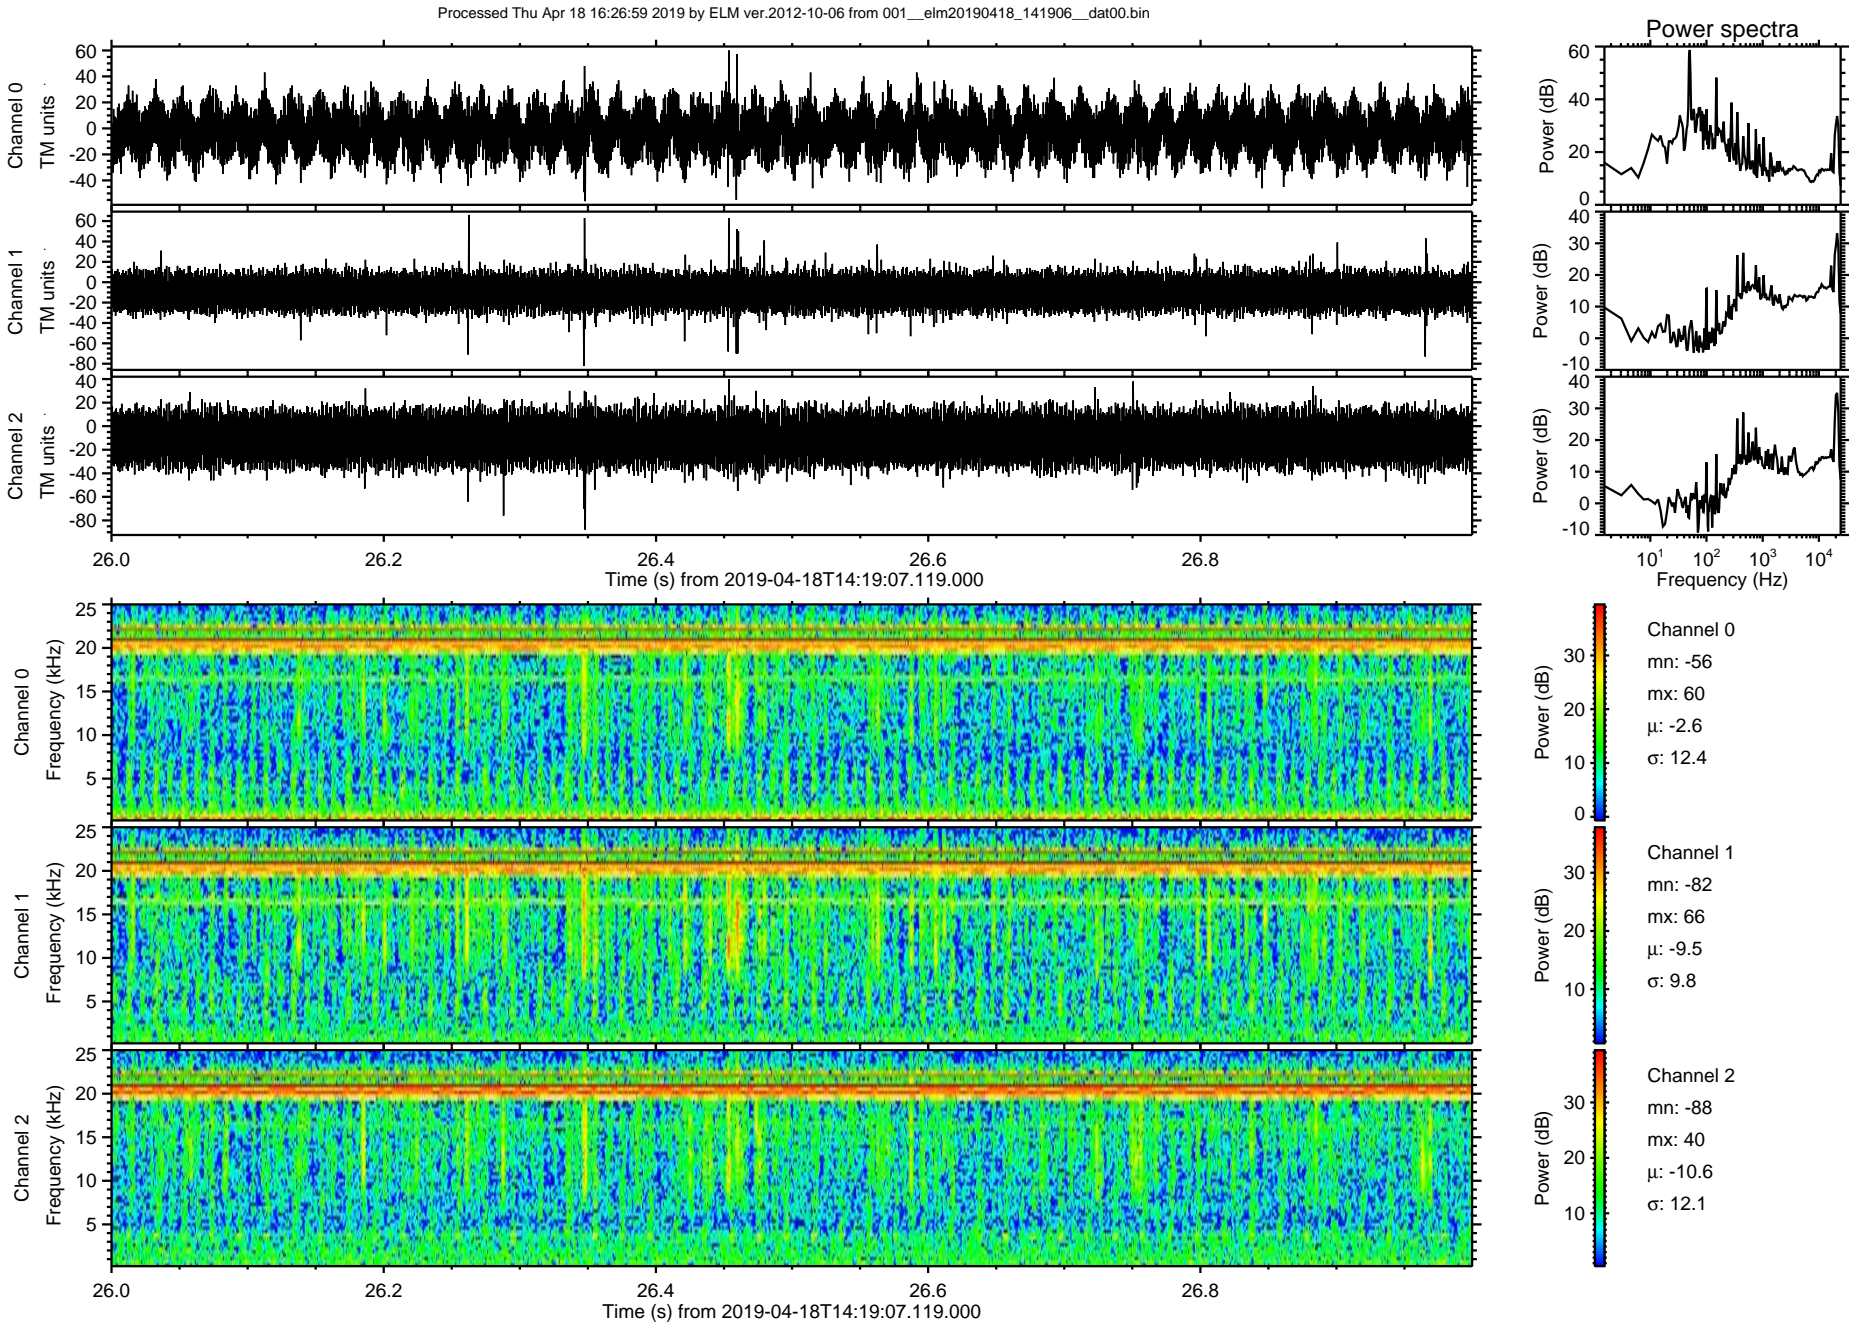 Processed Thu Apr 18 16:26:59 2019 by ELM ver.2012-10-06 from 001__elm20190418_141906__dat00.bin
Power spectra
Channel 0
TM units
60
40
20
0
-20
-40
Power (dB)
60
40
20
0
Channel 1
TM units
60
40
20
0
-20
-40
-60
-80
Power (dB)
40
30
20
10
0
-10
Channel 2
TM units
40
20
0
-20
-40
-60
-80
Power (dB)
40
30
20
10
0
-10
26.0 26.2 26.4 26.6 26.8
Time (s) from 2019-04-18T14:19:07.119.000
10^1 10^2 10^3 10^4
Frequency (Hz)
Channel 0
Frequency (kHz)
25
20
15
10
5
Power (dB)
30
20
10
0
Channel 0
mn: -56
mx: 60
μ: -2.6
σ: 12.4
Channel 1
Frequency (kHz)
25
20
15
10
5
Power (dB)
30
20
10
Channel 1
mn: -82
mx: 66
μ: -9.5
σ: 9.8
Channel 2
Frequency (kHz)
25
20
15
10
5
Power (dB)
30
20
10
Channel 2
mn: -88
mx: 40
μ: -10.6
σ: 12.1
26.0 26.2 26.4 26.6 26.8
Time (s) from 2019-04-18T14:19:07.119.000